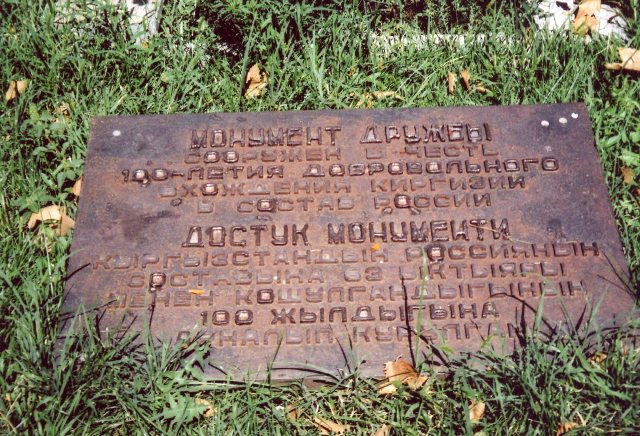 МОНУМЕНТ ДРУЖБЫ
СООРУЖЕН В ЧЕСТЬ
100-ЛЕТИЯ ДОБРОВОЛЬНОГО
ВХОЖДЕНИЯ КИРГИЗИИ
В СОСТАВ РОССИИ
ДОСТУК МОНУМЕНТИ
КЫРГЫЗСТАНДЫН РОССИЯНЫН
СОСТАВЫНА ӨЗ ЫКТЫЯРЫ
МЕНЕН КОШУЛГАНДЫГЫНЫН
100 ЖЫЛДЫГЫНА